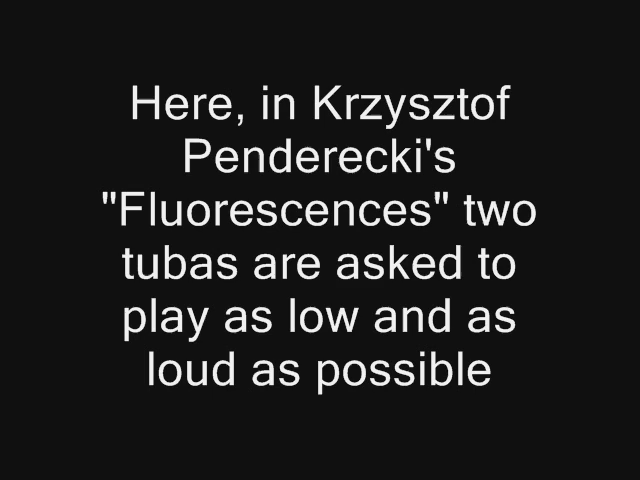 Here, in Krzysztof
Penderecki's
"Fluorescences" two
tubas are asked to
play as low and as
loud as possible